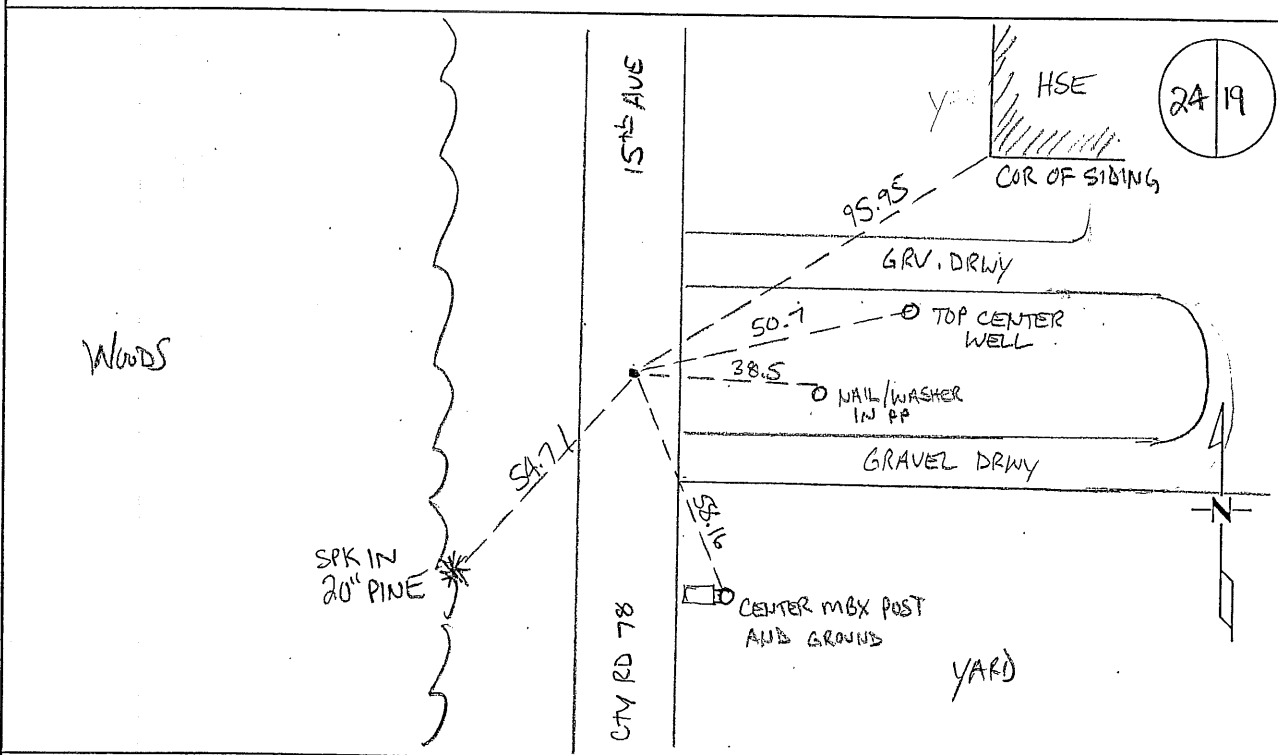 15th AVE
HSE
24 19
COR OF SIDING
95.95
GRV. DRWY
50.7
TOP CENTER
WELL
WOODS
38.5
NAIL/WASHER
IN PP
54.71
GRAVEL DRWY
58.16
N
SPK IN
20" PINE
CTY RD 78
CENTER MBX POST
AND GROUND
YARD